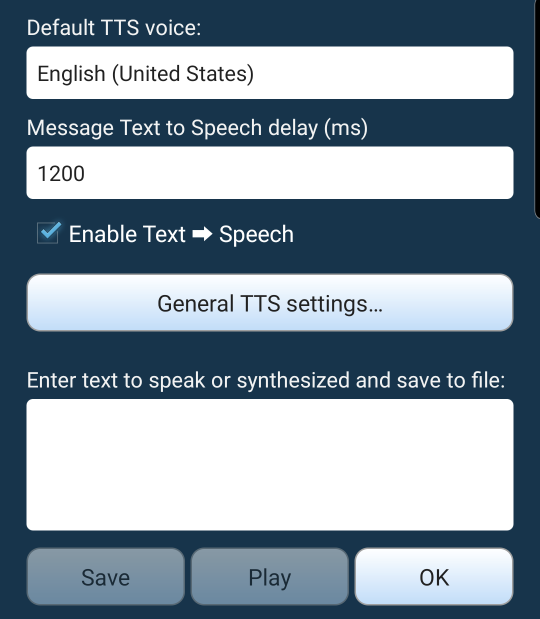 Default TTS voice:
English (United States)
Message Text to Speech delay (ms)
1200
Enable Text ➡ Speech
General TTS settings...
Enter text to speak or synthesized and save to file:
Save
Play
OK